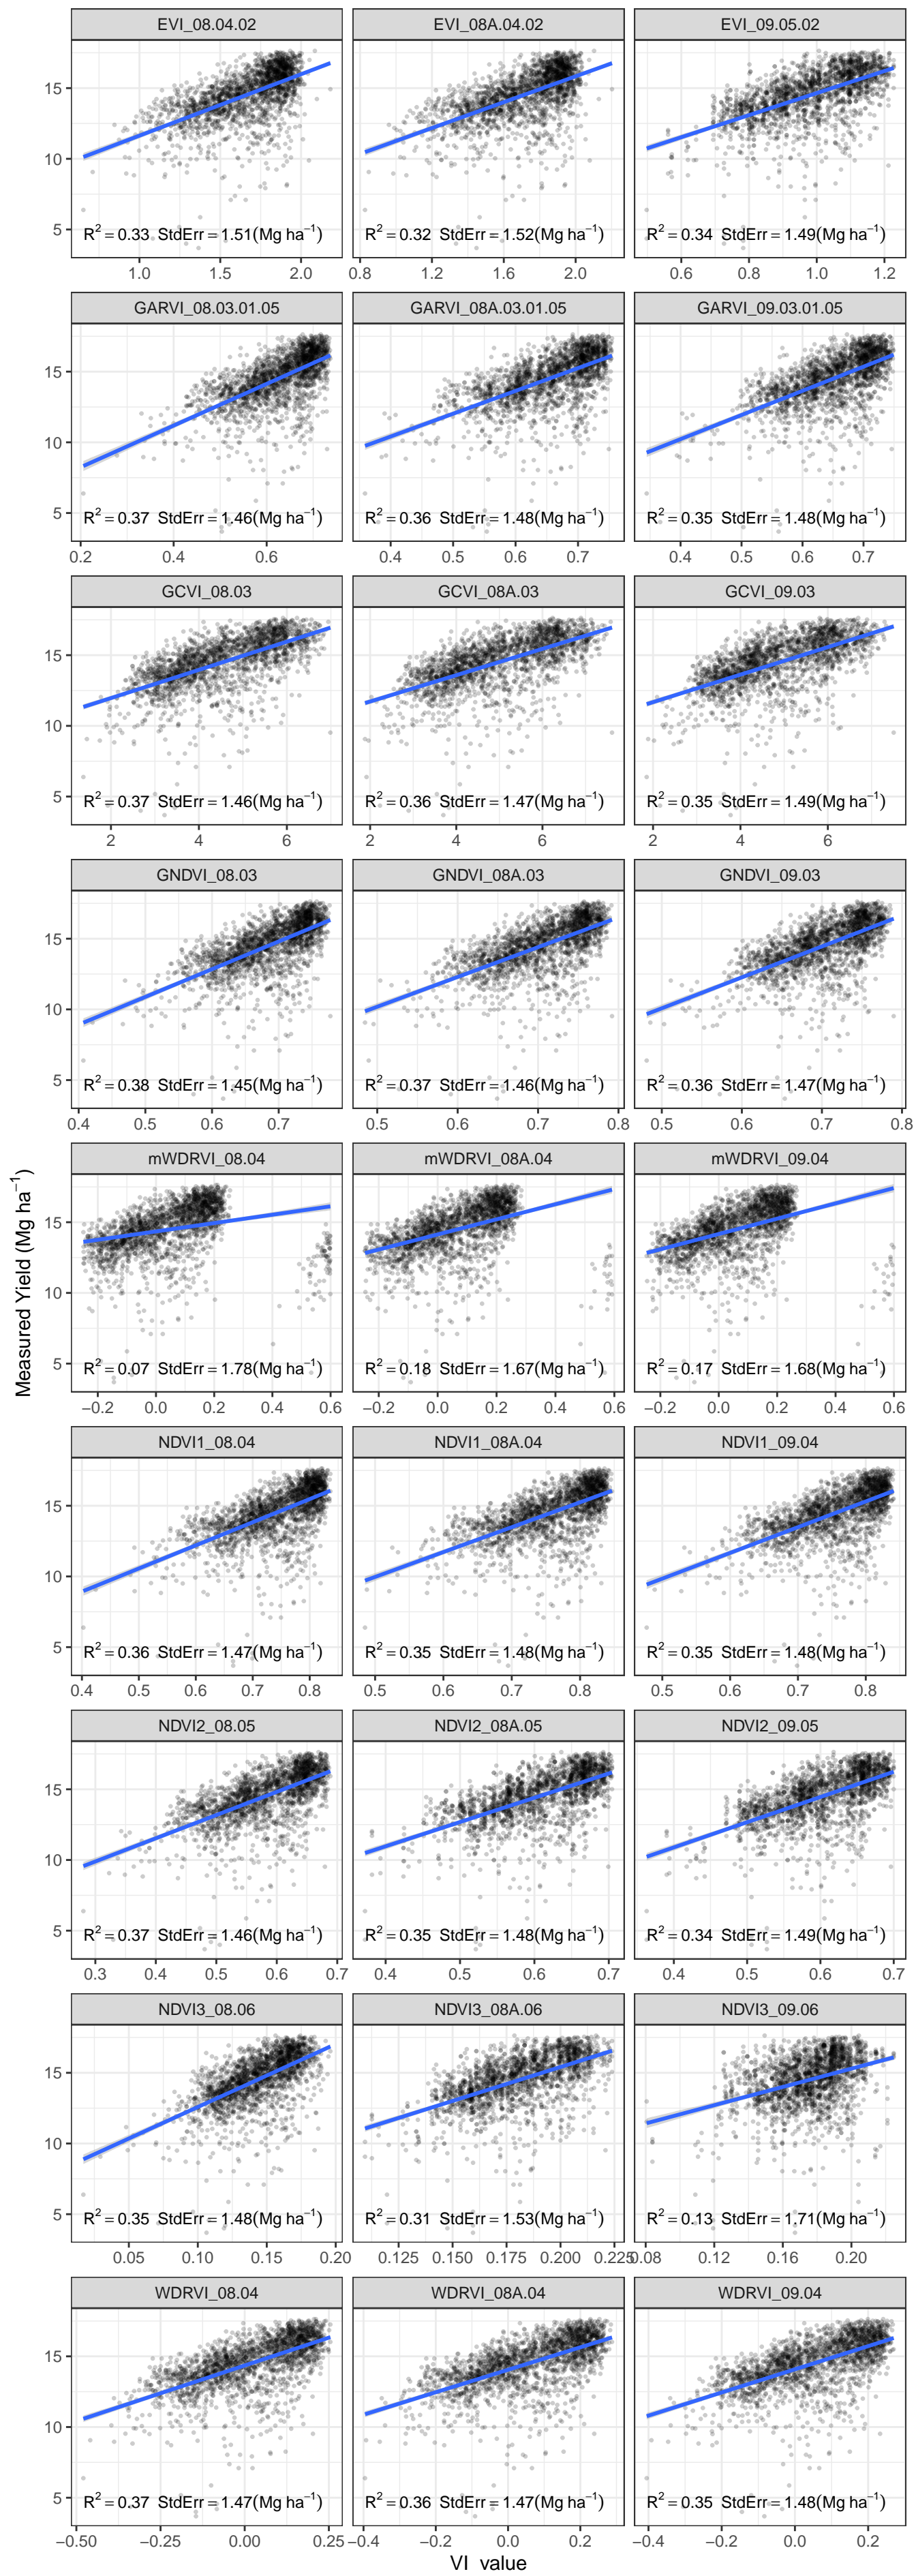 EVI_08.04.02 EVI_08A.04.02 EVI_09.05.02
15
10
5
R² = 0.33 StdErr = 1.51(Mg ha⁻¹) R² = 0.32 StdErr = 1.52(Mg ha⁻¹) R² = 0.34 StdErr = 1.49(Mg ha⁻¹)
1.0 1.5 2.0 0.8 1.2 1.6 2.0 0.6 0.8 1.0 1.2
GARVI_08.03.01.05 GARVI_08A.03.01.05 GARVI_09.03.01.05
15
10
5
R² = 0.37 StdErr = 1.46(Mg ha⁻¹) R² = 0.36 StdErr = 1.48(Mg ha⁻¹) R² = 0.35 StdErr = 1.48(Mg ha⁻¹)
0.2 0.4 0.6 0.4 0.5 0.6 0.7 0.4 0.5 0.6 0.7
GCVI_08.03 GCVI_08A.03 GCVI_09.03
15
10
5
R² = 0.37 StdErr = 1.46(Mg ha⁻¹) R² = 0.36 StdErr = 1.47(Mg ha⁻¹) R² = 0.35 StdErr = 1.49(Mg ha⁻¹)
2 4 6 2 4 6 2 4 6
GNDVI_08.03 GNDVI_08A.03 GNDVI_09.03
15
10
5
R² = 0.38 StdErr = 1.45(Mg ha⁻¹) R² = 0.37 StdErr = 1.46(Mg ha⁻¹) R² = 0.36 StdErr = 1.47(Mg ha⁻¹)
0.4 0.5 0.6 0.7 0.5 0.6 0.7 0.8 0.5 0.6 0.7 0.8
Measured Yield (Mg ha⁻¹)
mWDRVI_08.04 mWDRVI_08A.04 mWDRVI_09.04
15
10
5
R² = 0.07 StdErr = 1.78(Mg ha⁻¹) R² = 0.18 StdErr = 1.67(Mg ha⁻¹) R² = 0.17 StdErr = 1.68(Mg ha⁻¹)
−0.2 0.0 0.2 0.4 0.6 −0.2 0.0 0.2 0.4 0.6 −0.2 0.0 0.2 0.4 0.6
NDVI1_08.04 NDVI1_08A.04 NDVI1_09.04
15
10
5
R² = 0.36 StdErr = 1.47(Mg ha⁻¹) R² = 0.35 StdErr = 1.48(Mg ha⁻¹) R² = 0.35 StdErr = 1.48(Mg ha⁻¹)
0.4 0.5 0.6 0.7 0.8 0.5 0.6 0.7 0.8 0.5 0.6 0.7 0.8
NDVI2_08.05 NDVI2_08A.05 NDVI2_09.05
15
10
5
R² = 0.37 StdErr = 1.46(Mg ha⁻¹) R² = 0.35 StdErr = 1.48(Mg ha⁻¹) R² = 0.34 StdErr = 1.49(Mg ha⁻¹)
0.3 0.4 0.5 0.6 0.7 0.4 0.5 0.6 0.7 0.4 0.5 0.6 0.7
NDVI3_08.06 NDVI3_08A.06 NDVI3_09.06
15
10
5
R² = 0.35 StdErr = 1.48(Mg ha⁻¹) R² = 0.31 StdErr = 1.53(Mg ha⁻¹) R² = 0.13 StdErr = 1.71(Mg ha⁻¹)
0.05 0.10 0.15 0.20 0.125 0.150 0.175 0.200 0.225 0.08 0.12 0.16 0.20
WDRVI_08.04 WDRVI_08A.04 WDRVI_09.04
15
10
5
R² = 0.37 StdErr = 1.47(Mg ha⁻¹) R² = 0.36 StdErr = 1.47(Mg ha⁻¹) R² = 0.35 StdErr = 1.48(Mg ha⁻¹)
−0.50 −0.25 0.00 0.25 −0.4 −0.2 0.0 0.2 −0.4 −0.2 0.0 0.2
VI value